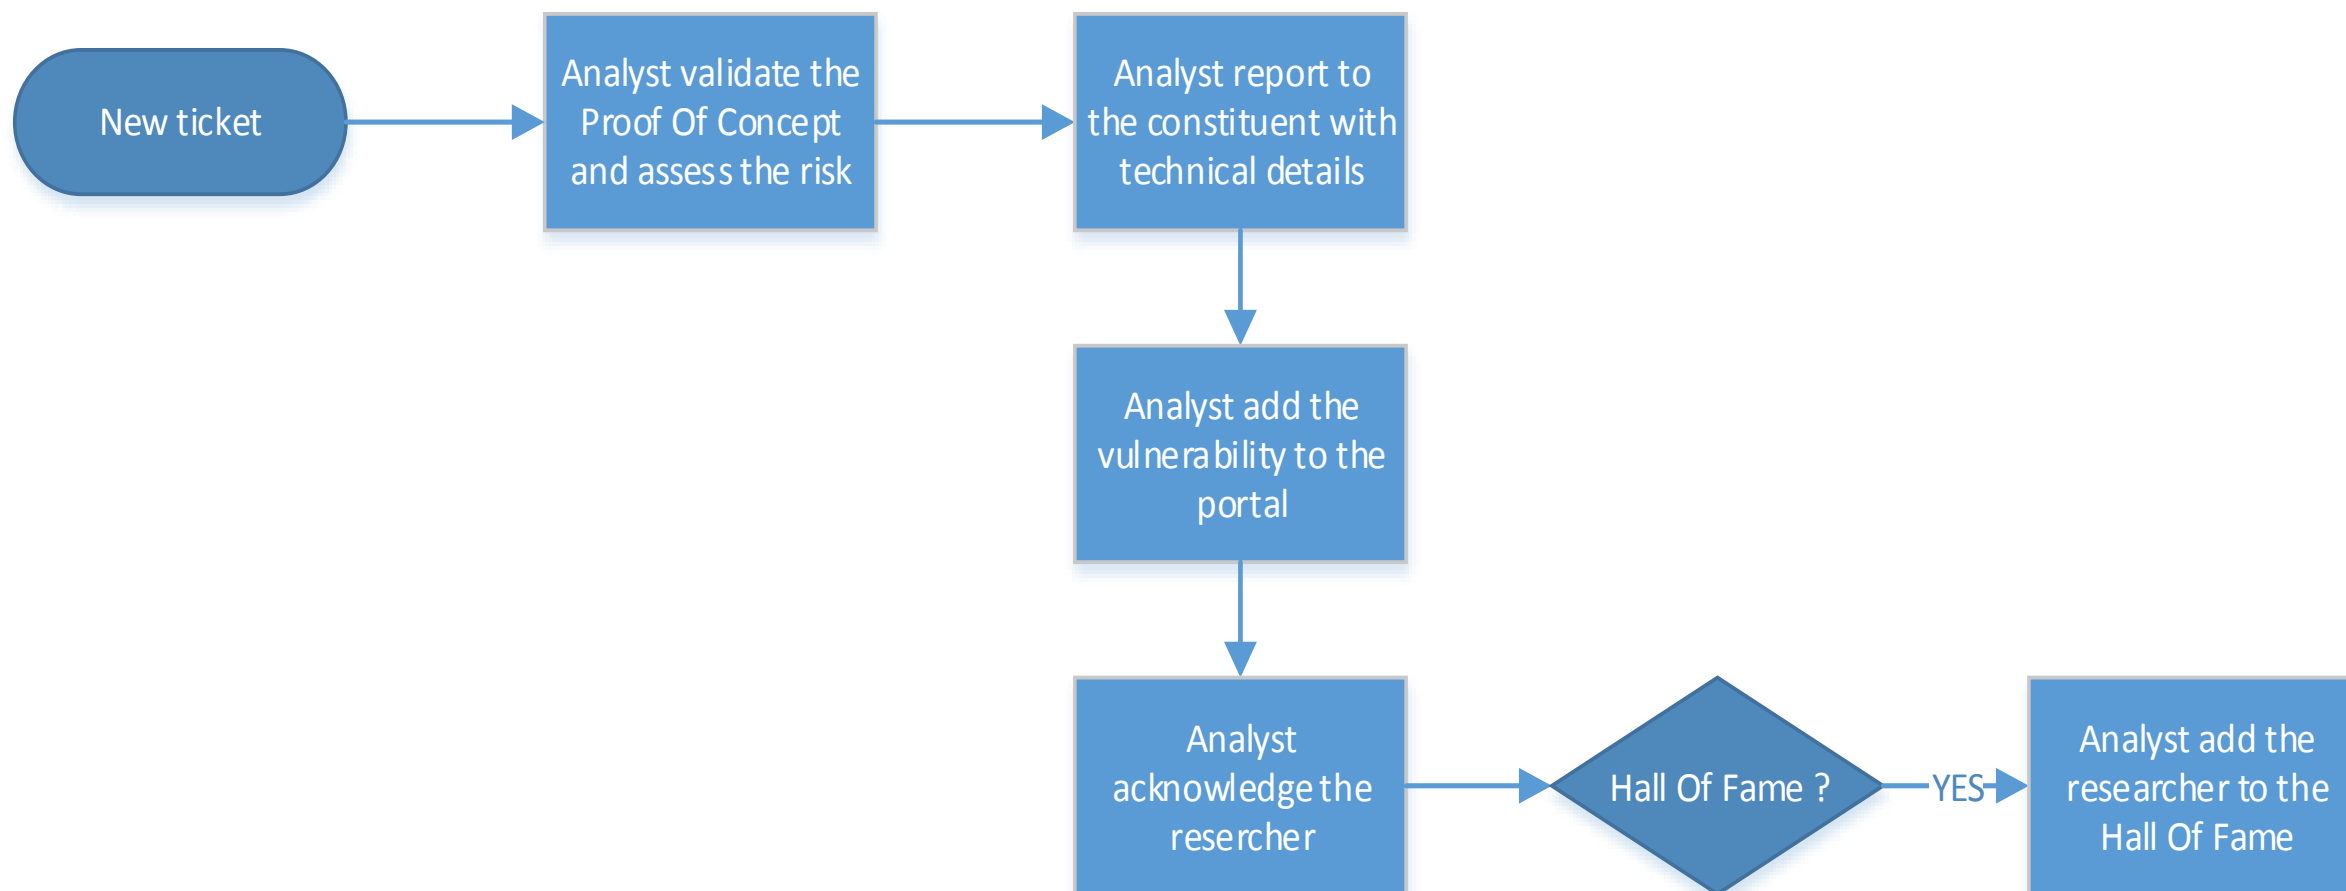 New ticket
Analyst validate the
Proof Of Concept
and assess the risk
Analyst report to
the constituent with
technical details
Analyst add the
vulnerability to the
portal
Analyst
acknowledge the
resercher
Hall Of Fame ?
YES
Analyst add the
researcher to the
Hall Of Fame